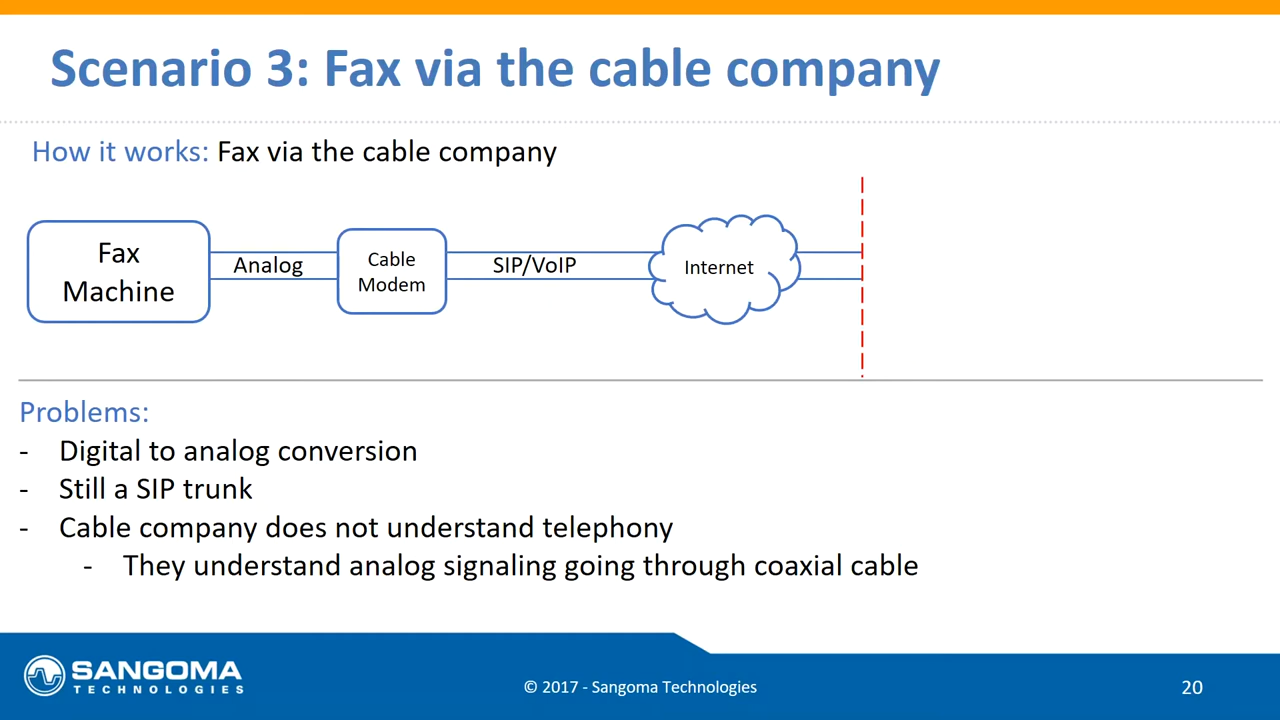 Scenario 3: Fax via the cable company
How it works: Fax via the cable company
Fax
Machine
Analog
Cable
Modem
SIP/VoIP
Internet
Problems:
- Digital to analog conversion
- Still a SIP trunk
- Cable company does not understand telephony
- They understand analog signaling going through coaxial cable
SANGOMA
TECHNOLOGIES
© 2017 - Sangoma Technologies
20